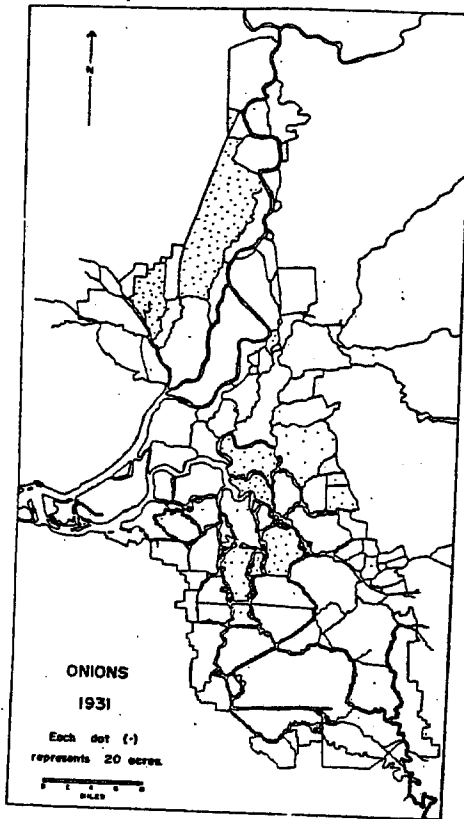 N
ONIONS
1931
Each dot (·)
represents 20 acres.
MILES